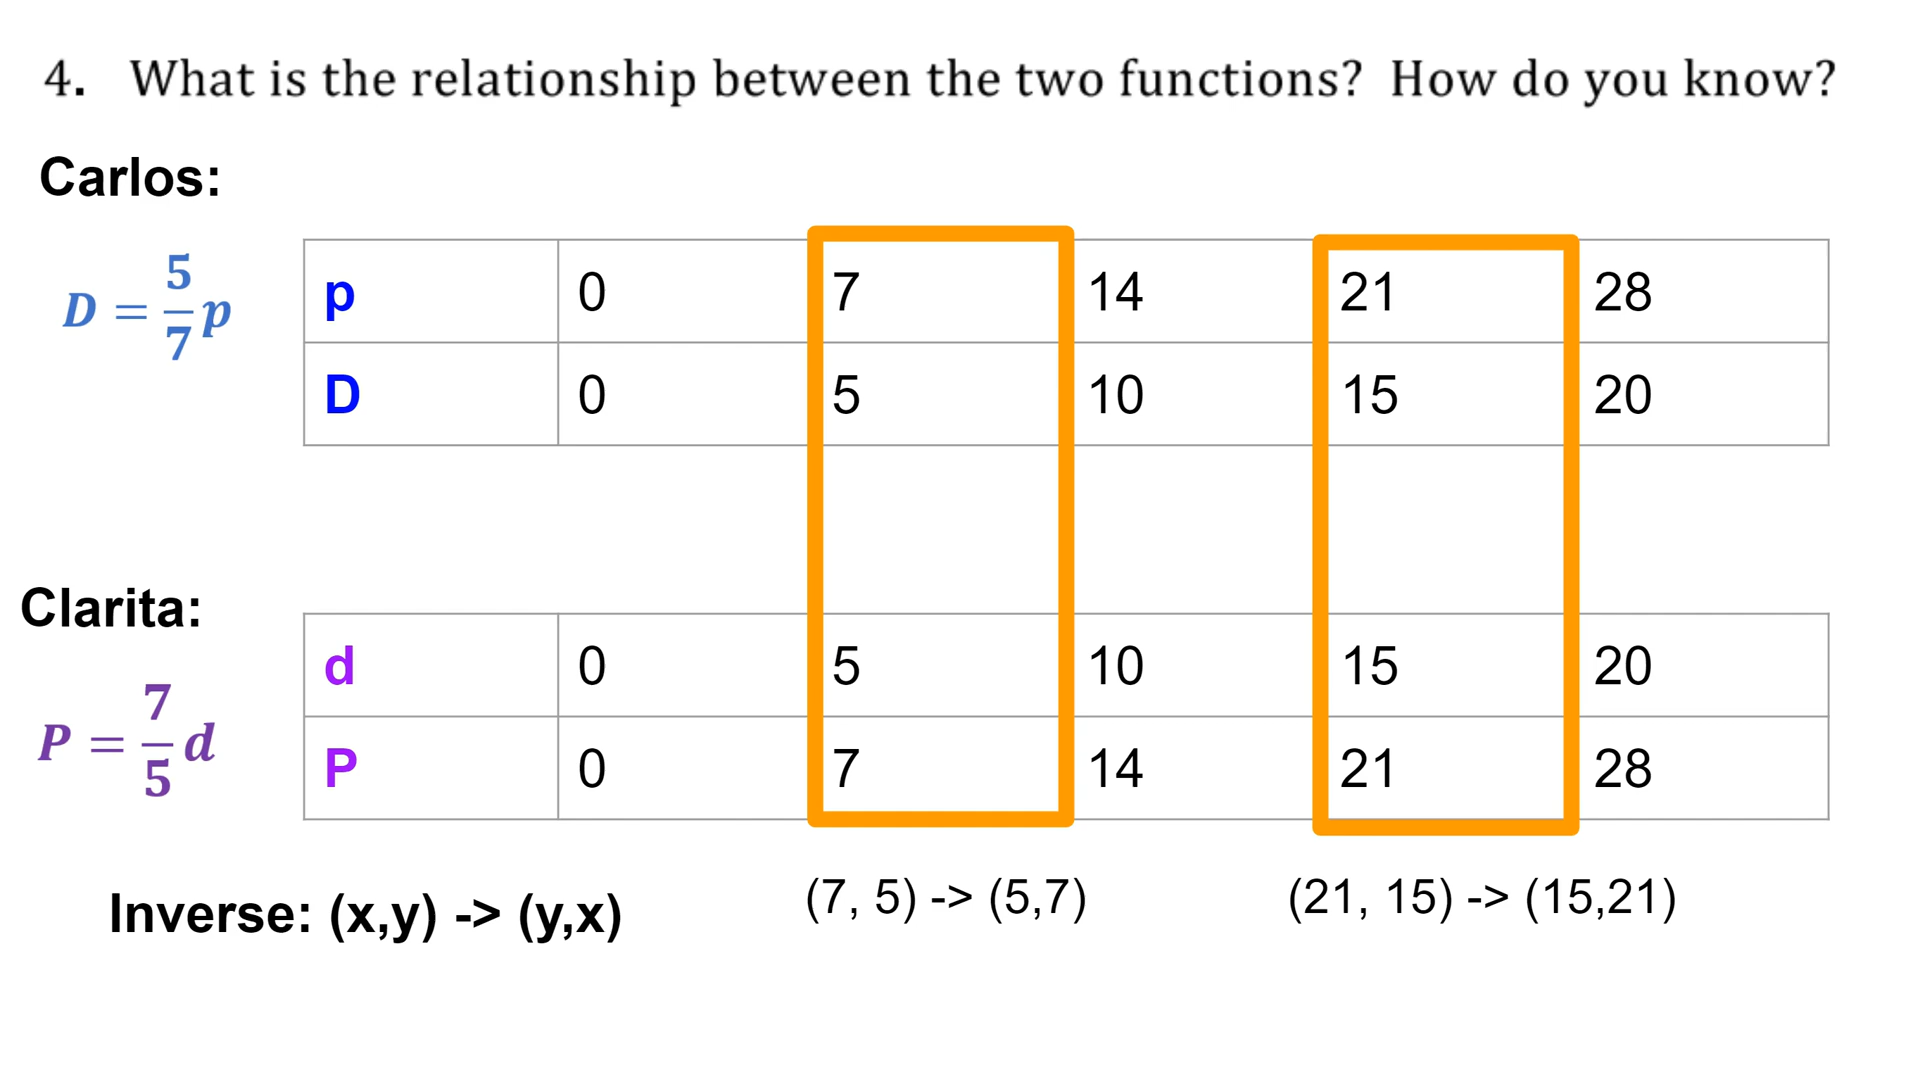 4. What is the relationship between the two functions? How do you know?
Carlos:
D = 5/7 p
p 0 7 14 21 28
D 0 5 10 15 20
Clarita:
P = 7/5 d
d 0 5 10 15 20
P 0 7 14 21 28
Inverse: (x,y) -> (y,x)
(7, 5) -> (5,7)
(21, 15) -> (15,21)